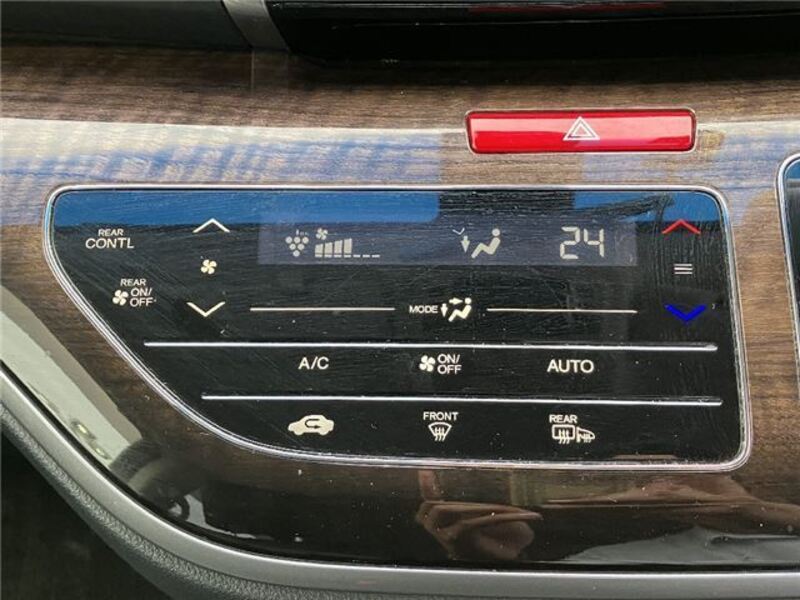 REAR
CONTL
24
REAR
ON/
OFF
MODE
A/C
ON/
OFF
AUTO
FRONT
REAR